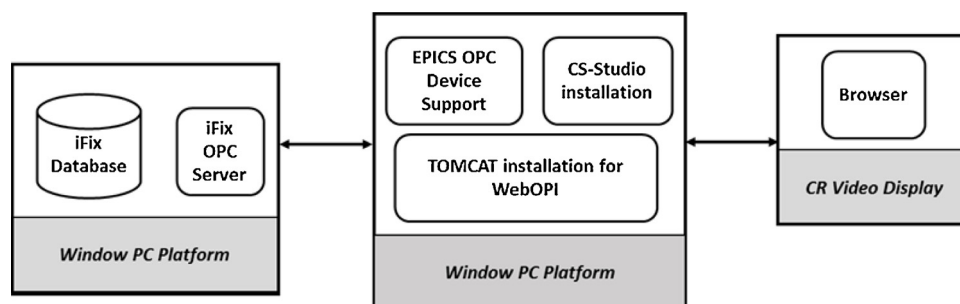 iFix
Database
iFix
OPC
Server
Window PC Platform
EPICS OPC
Device
Support
CS-Studio
installation
TOMCAT installation for
WebOPI
Window PC Platform
Browser
CR Video Display